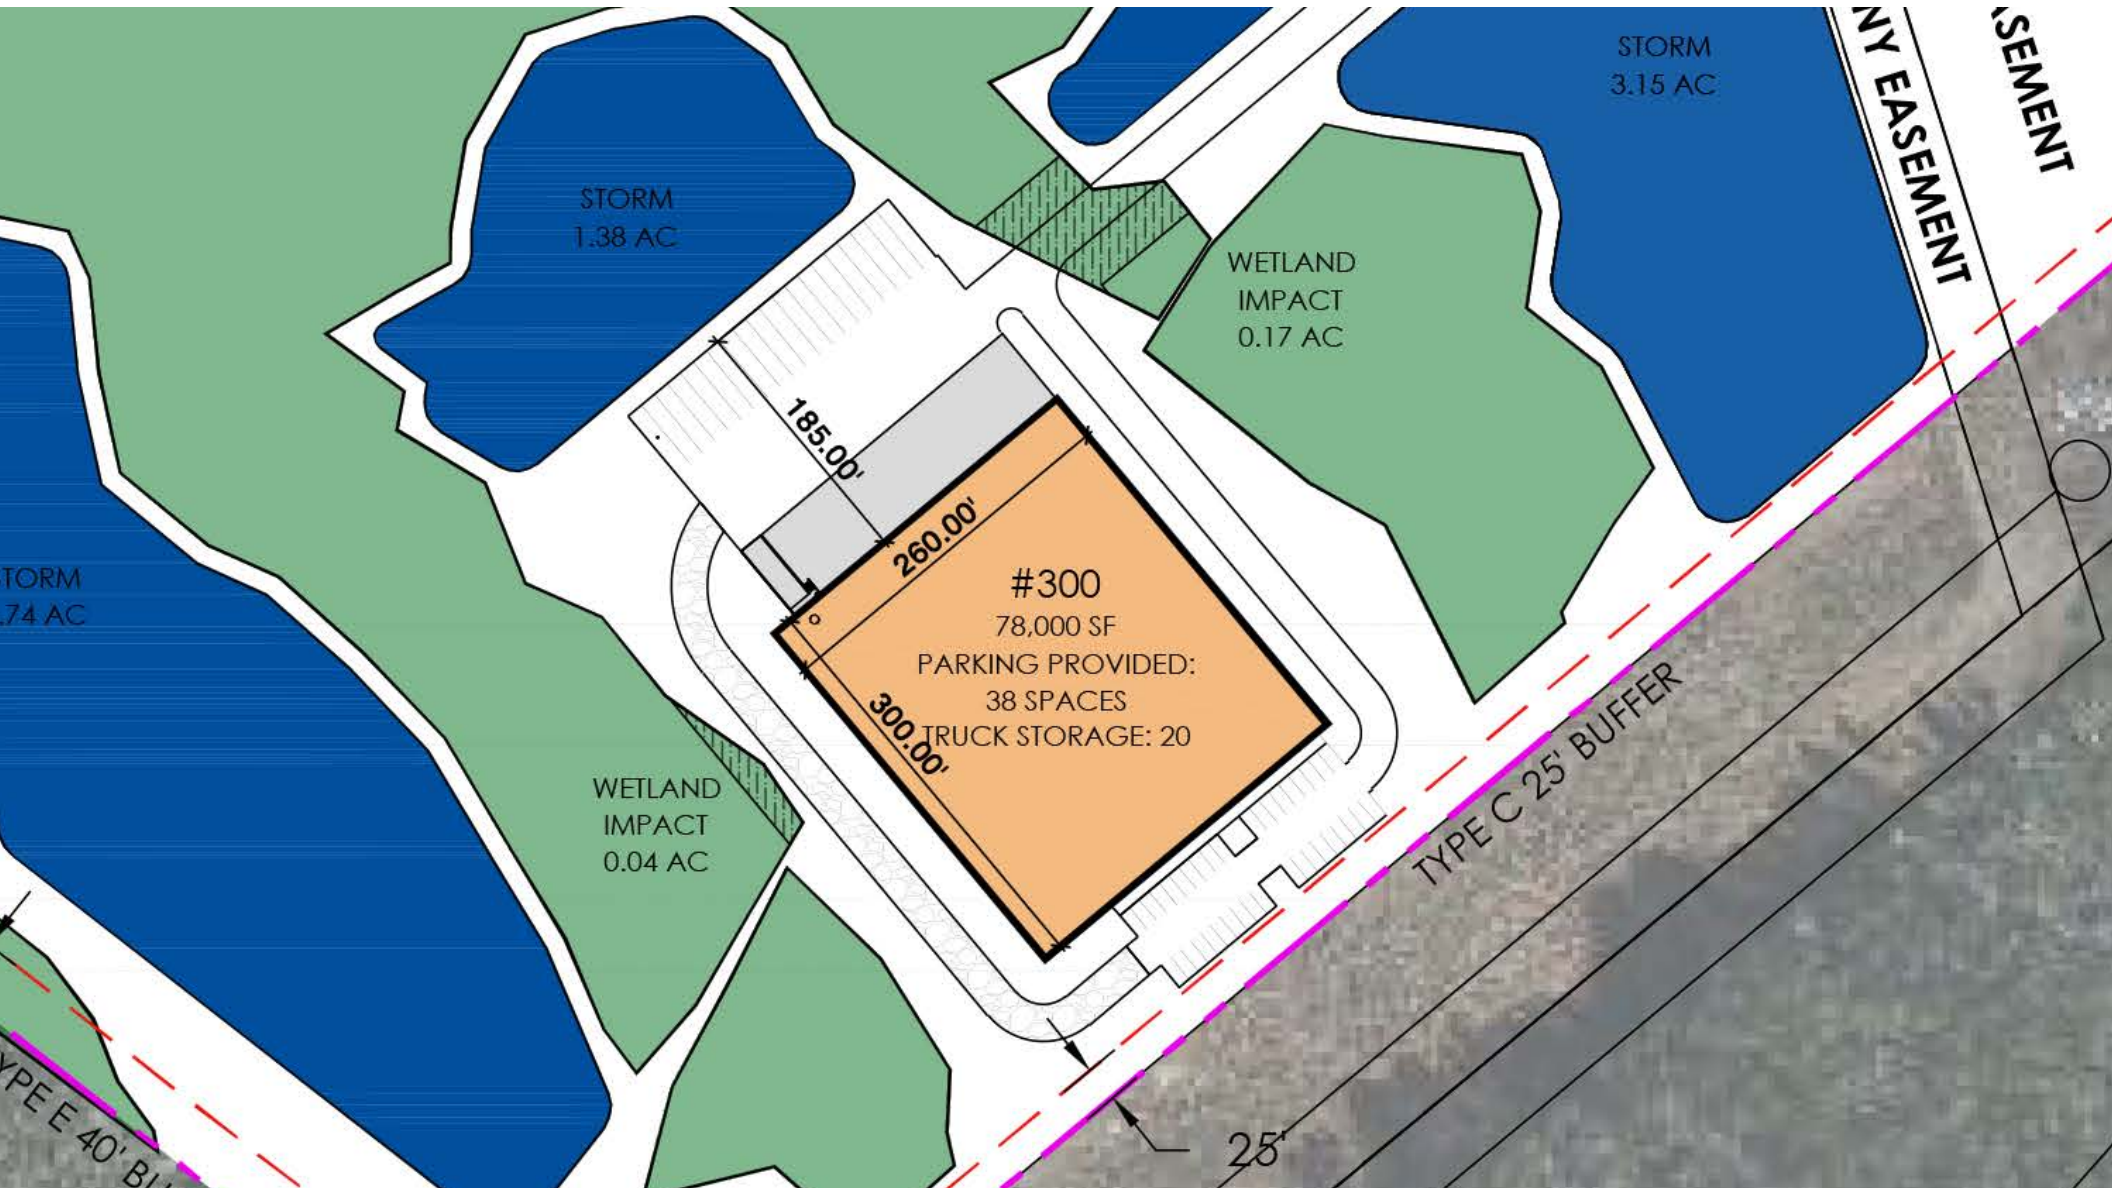 STORM
3.15 AC
NY EASEMENT
EASEMENT
STORM
1.38 AC
WETLAND
IMPACT
0.17 AC
185.00'
260.00'
300.00'
#300
78,000 SF
PARKING PROVIDED:
38 SPACES
TRUCK STORAGE: 20
TORM
.74 AC
WETLAND
IMPACT
0.04 AC
TYPE C 25' BUFFER
YPE E 40'
25'